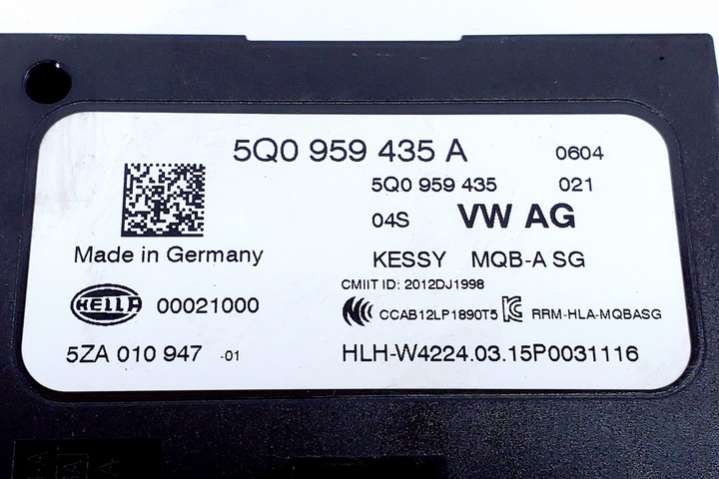 5Q0 959 435 A 0604
5Q0 959 435 021
04S VW AG
Made in Germany KESSY MQB-A SG
CMIIT ID: 2012DJ1998
HELLA 00021000 CCAB12LP1890T5 RRM-HLA-MQBASG
5ZA 010 947 -01 HLH-W4224.03.15P0031116